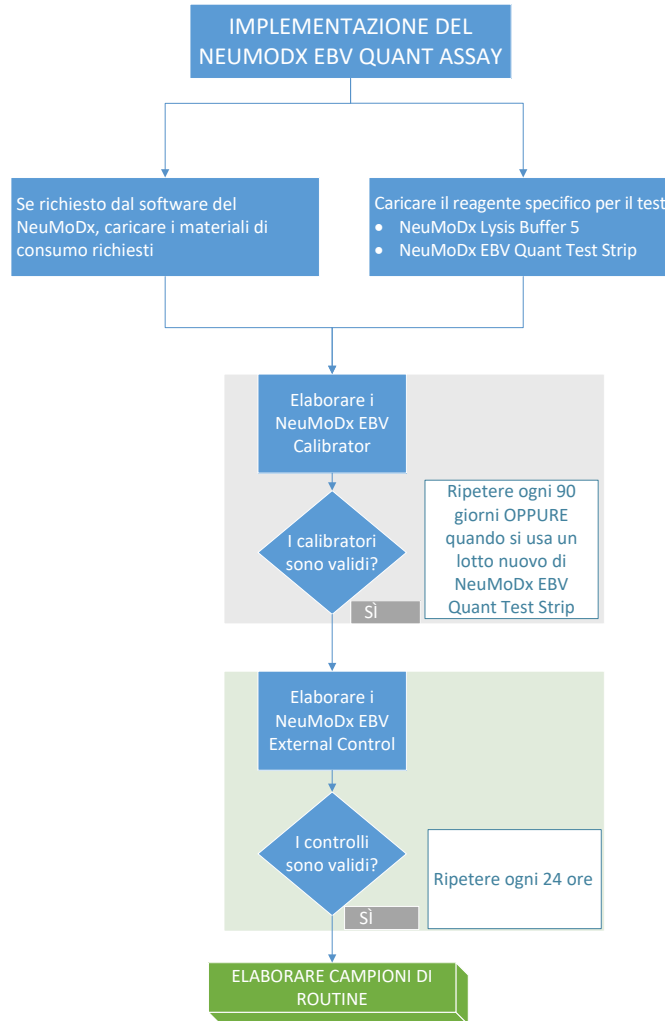 IMPLEMENTAZIONE DEL
NEUMODX EBV QUANT ASSAY
Se richiesto dal software del
NeuMoDx, caricare i materiali di
consumo richiesti
Caricare il reagente specifico per il test
• NeuMoDx Lysis Buffer 5
• NeuMoDx EBV Quant Test Strip
Elaborare i
NeuMoDx EBV
Calibrator
I calibratori
sono validi?
SÌ
Ripetere ogni 90
giorni OPPURE
quando si usa un
lotto nuovo di
NeuMoDx EBV
Quant Test Strip
Elaborare i
NeuMoDx EBV
External Control
I controlli
sono validi?
SÌ
Ripetere ogni 24 ore
ELABORARE CAMPIONI DI
ROUTINE